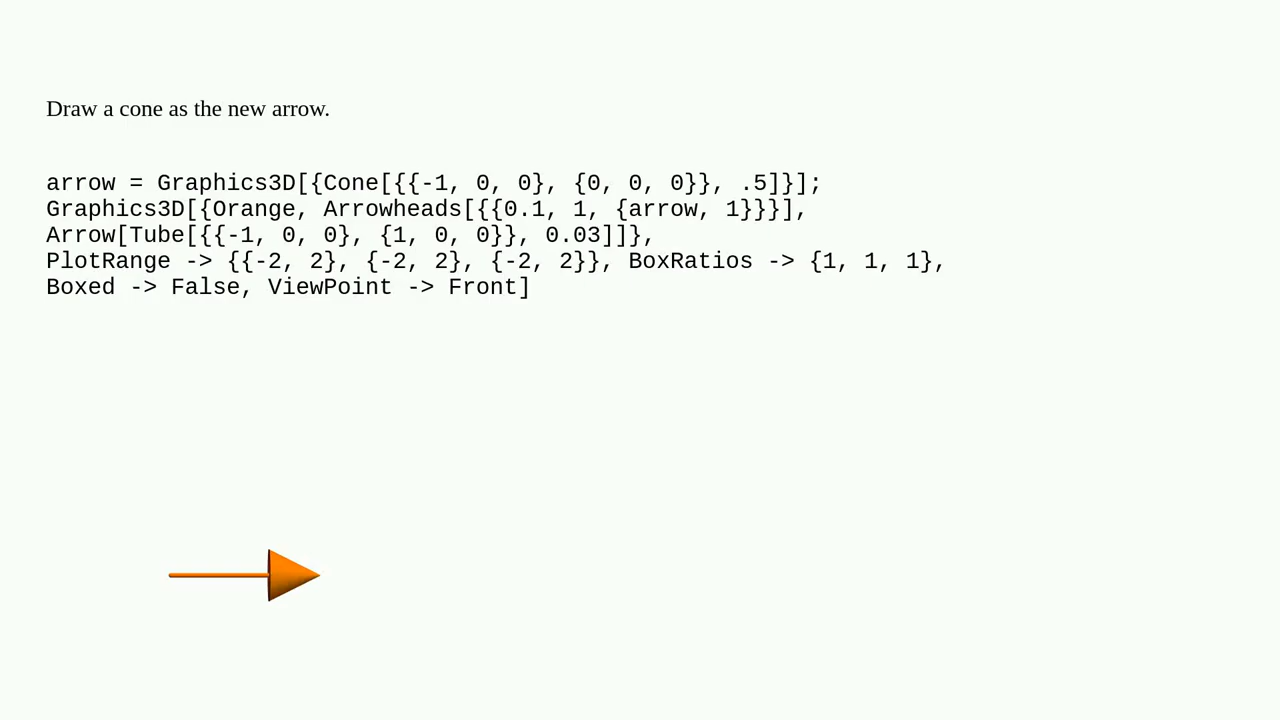 Draw a cone as the new arrow.
arrow = Graphics3D[{Cone[{{-1, 0, 0}, {0, 0, 0}}, .5]}];
Graphics3D[{Orange, Arrowheads[{{0.1, 1, {arrow, 1}}}],
Arrow[Tube[{{-1, 0, 0}, {1, 0, 0}}, 0.03]]},
PlotRange -> {{-2, 2}, {-2, 2}, {-2, 2}}, BoxRatios -> {1, 1, 1},
Boxed -> False, ViewPoint -> Front]